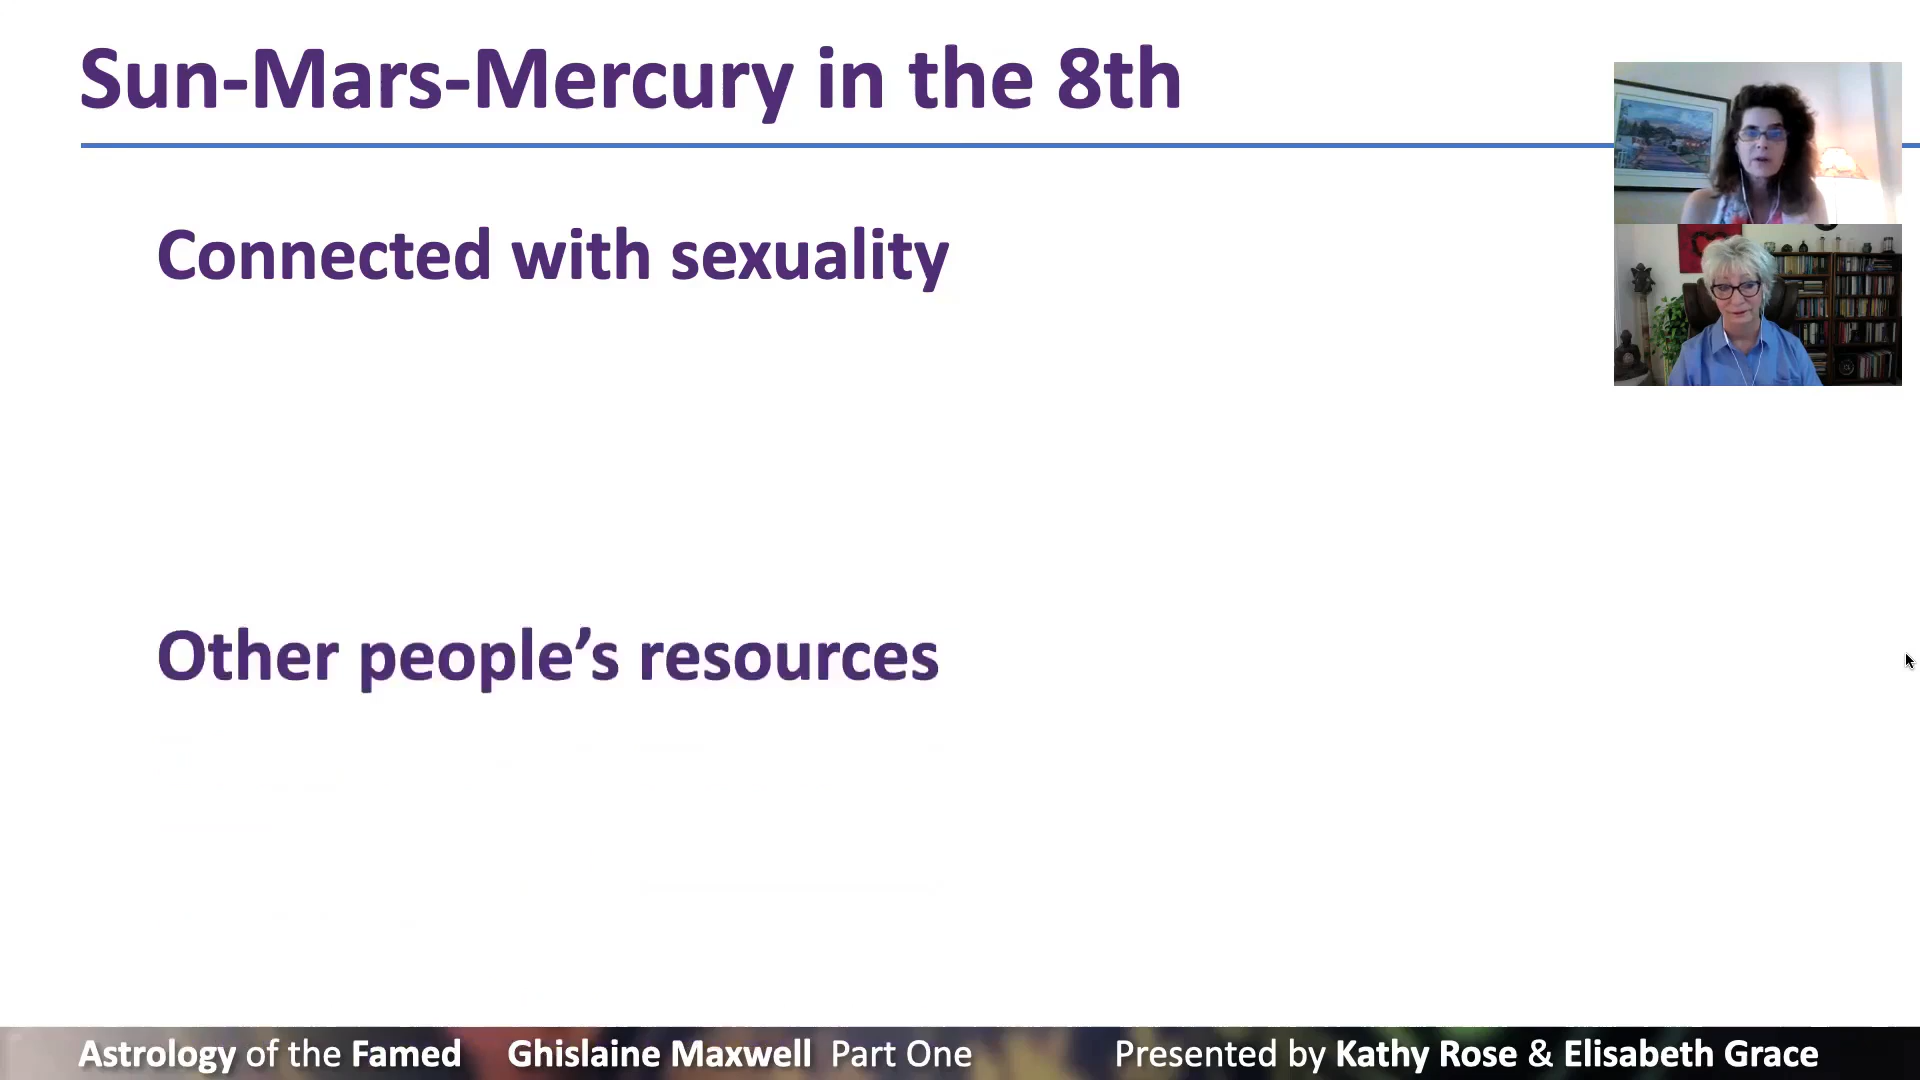 Sun-Mars-Mercury in the 8th
Connected with sexuality
Other people’s resources
Astrology of the Famed Ghislaine Maxwell Part One Presented by Kathy Rose & Elisabeth Grace